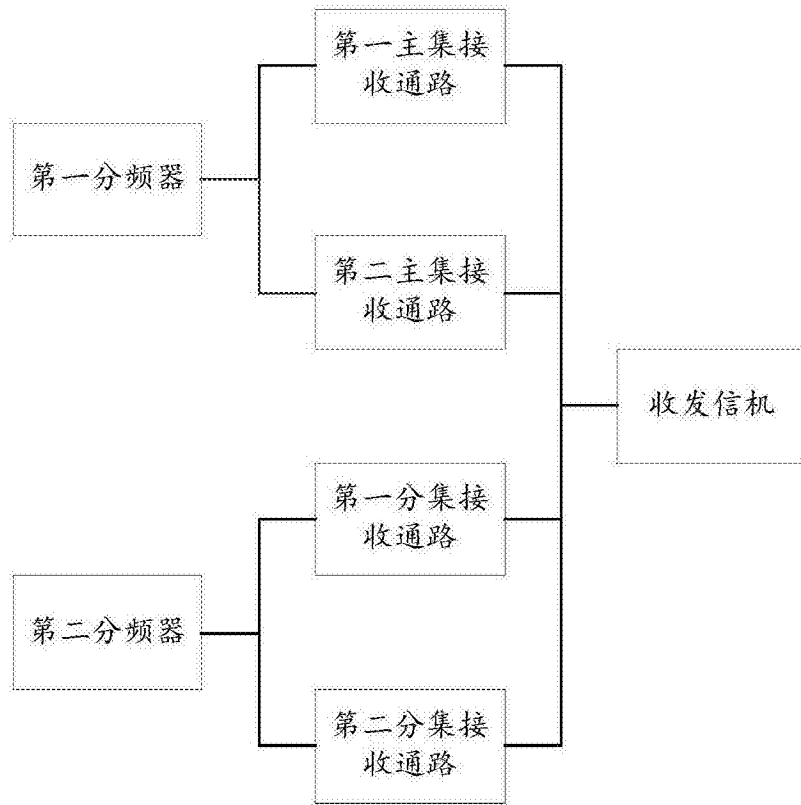 第一主集接
收通路
第一分频器
第二主集接
收通路
收发信机
第一分集接
收通路
第二分频器
第二分集接
收通路